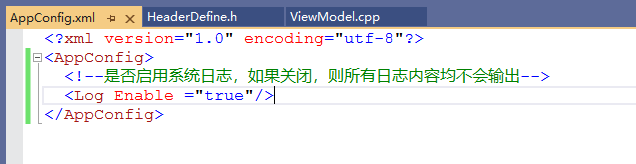 AppConfig.xml HeaderDefine.h ViewModel.cpp
<?xml version="1.0" encoding="utf-8"?>
<AppConfig>
<!--是否启用系统日志，如果关闭，则所有日志内容均不会输出-->
<Log Enable ="true"/>
</AppConfig>